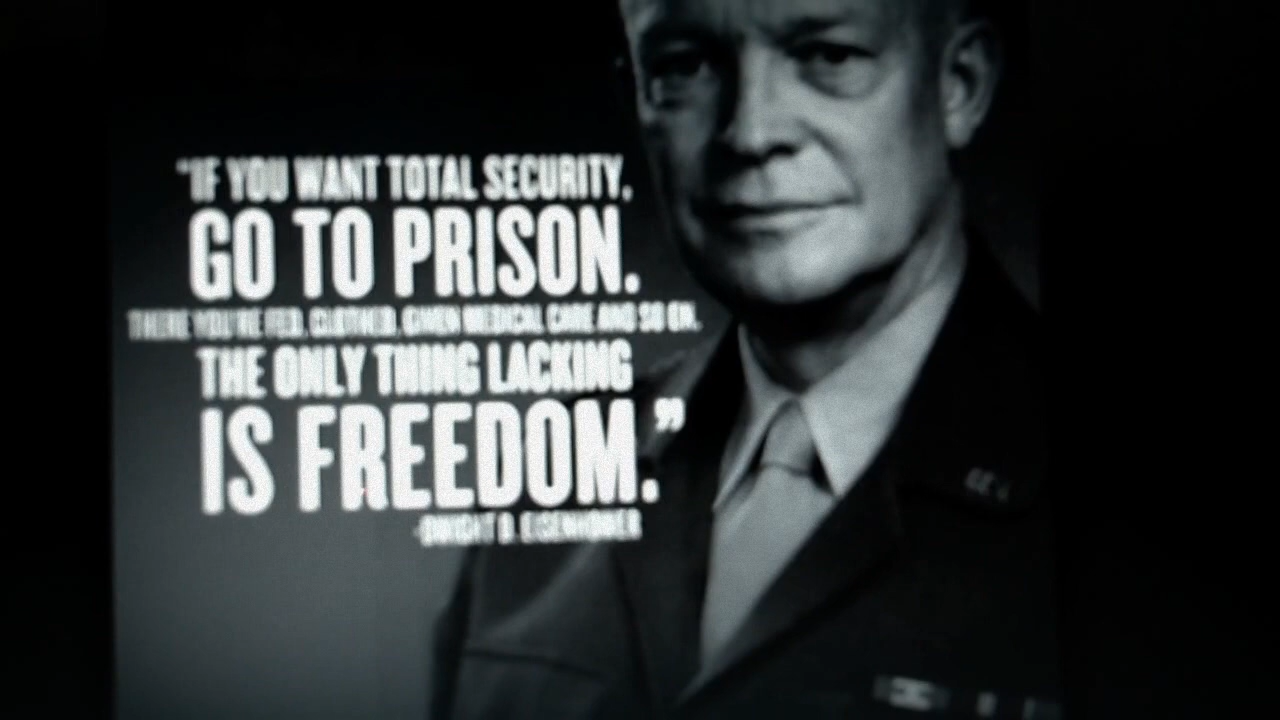 "IF YOU WANT TOTAL SECURITY,
GO TO PRISON.
THERE YOU'RE FED, CLOTHED, GIVEN MEDICAL CARE AND SO ON.
THE ONLY THING LACKING
IS FREEDOM."
-DWIGHT D. EISENHOWER